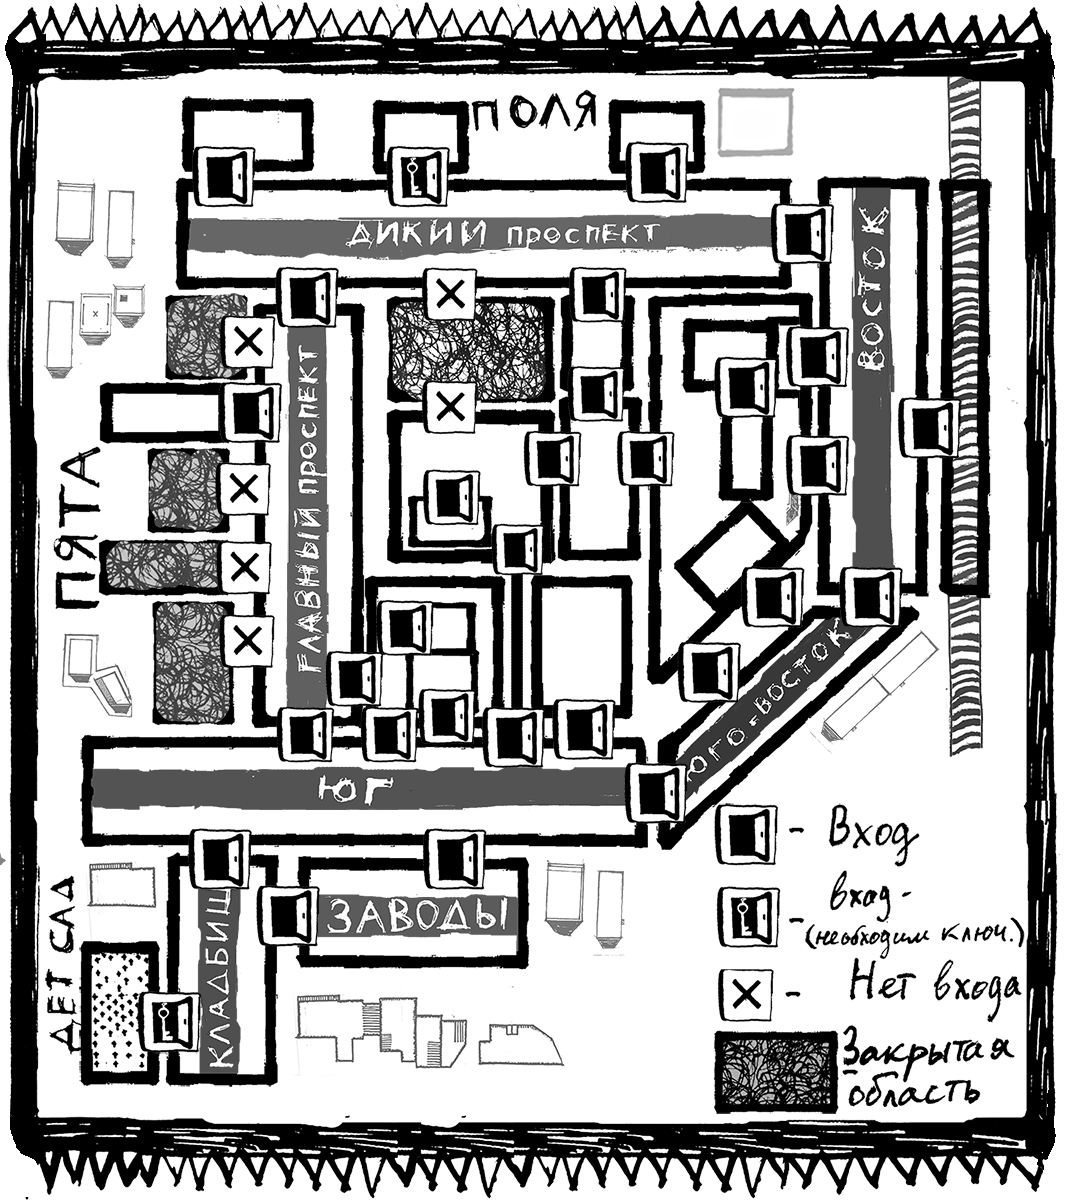 ПОЛЯ
ДИКИЙ ПРОСПЕКТ
ВОСТОК
ГЛАВНЫЙ ПРОСПЕКТ
ПЯТА
ЮГО-ВОСТОК
ЮГ
ЗАВОДЫ
КЛАДБИЩ
ДЕТ САД
- Вход
- вход -
(необходим ключ.)
- Нет входа
Закрытая
область